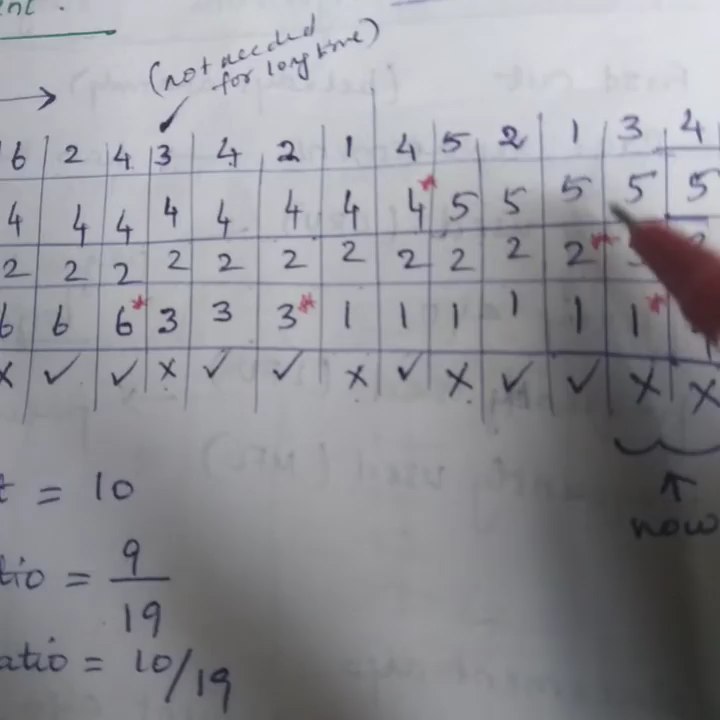 nt.
(not needed
for long time)
6 2 4 3 4 2 1 4 5 2 1 3 4
4 4 4 4 4 4 4 4* 5 5 5 5 5
2 2 2 2 2 2 2 2 2 2 2*
6 6 6* 3 3 3* 1 1 1 1 1 1*
x ✓ ✓ x ✓ ✓ x ✓ x ✓ ✓ x x
t = 10
↑
now
tio = 9/19
atio = 10/19